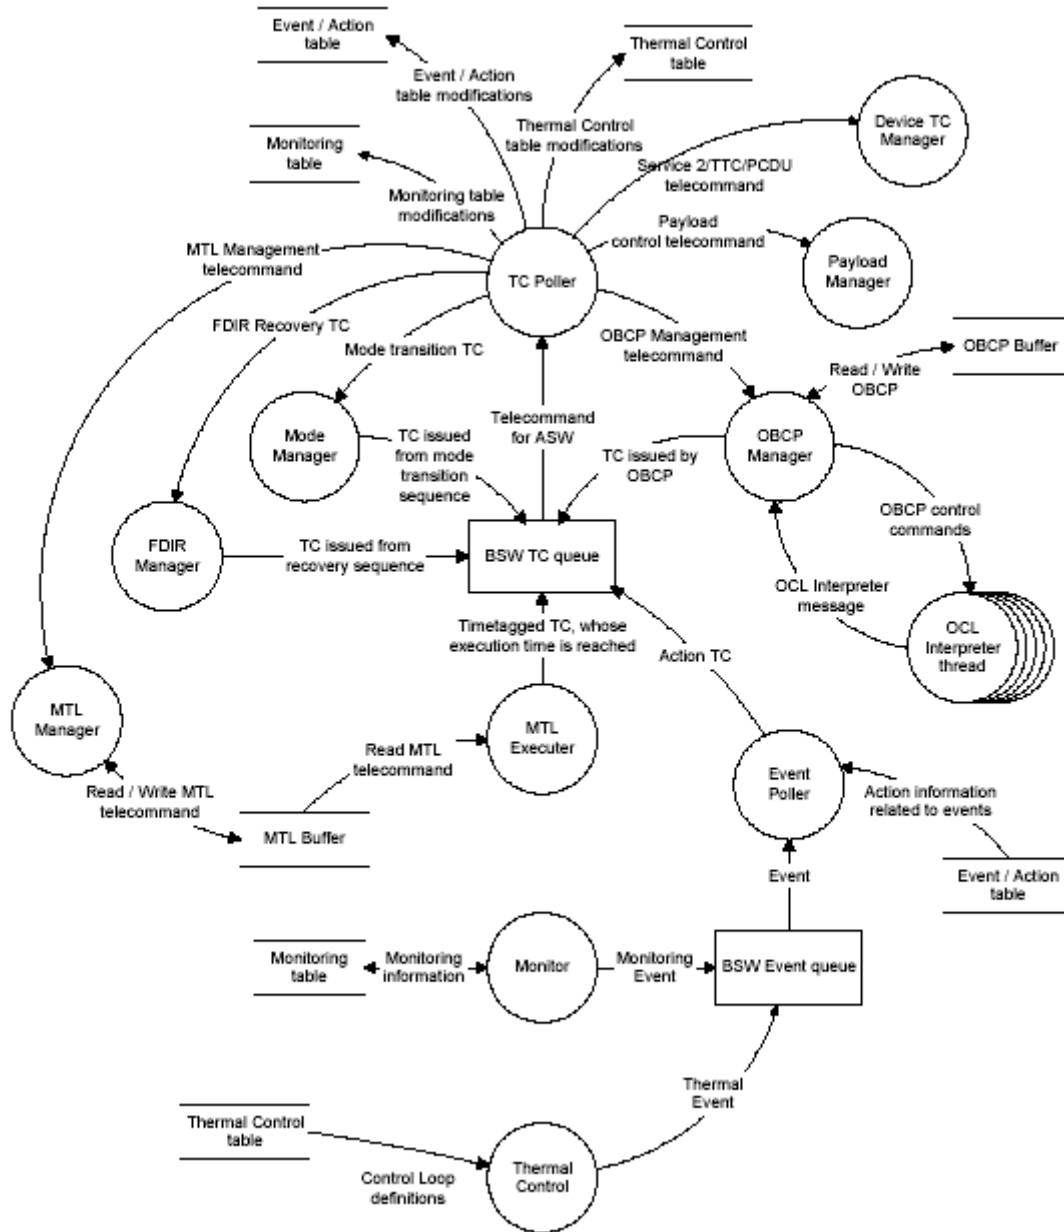 Event / Action
table
Thermal Control
table
Event / Action
table modifications
Device TC
Manager
Thermal Control
table modifications
Monitoring
table
Service 2/TTC/PCDU
telecommand
Monitoring table
modifications
Payload
control telecommand
MTL Management
telecommand
TC Poller
Payload
Manager
FDIR Recovery TC
OBCP Management
telecommand
Mode transition TC
OBCP Buffer
Read / Write
OBCP
Telecommand
for ASW
Mode
Manager
TC issued
from mode
transition
sequence
TC issued by
OBCP
OBCP
Manager
OBCP control
commands
FDIR
Manager
TC issued from
recovery sequence
BSW TC queue
OCL Interpreter
message
Timetagged TC, whose
execution time is reached
Action TC
OCL
Interpreter
thread
MTL
Manager
MTL
Executer
Read MTL
telecommand
Event
Poller
Action information
related to events
Read / Write MTL
telecommand
MTL Buffer
Event
Event / Action
table
Monitoring
table
Monitoring
information
Monitor
Monitoring
Event
BSW Event queue
Thermal
Event
Thermal Control
table
Control Loop
definitions
Thermal
Control